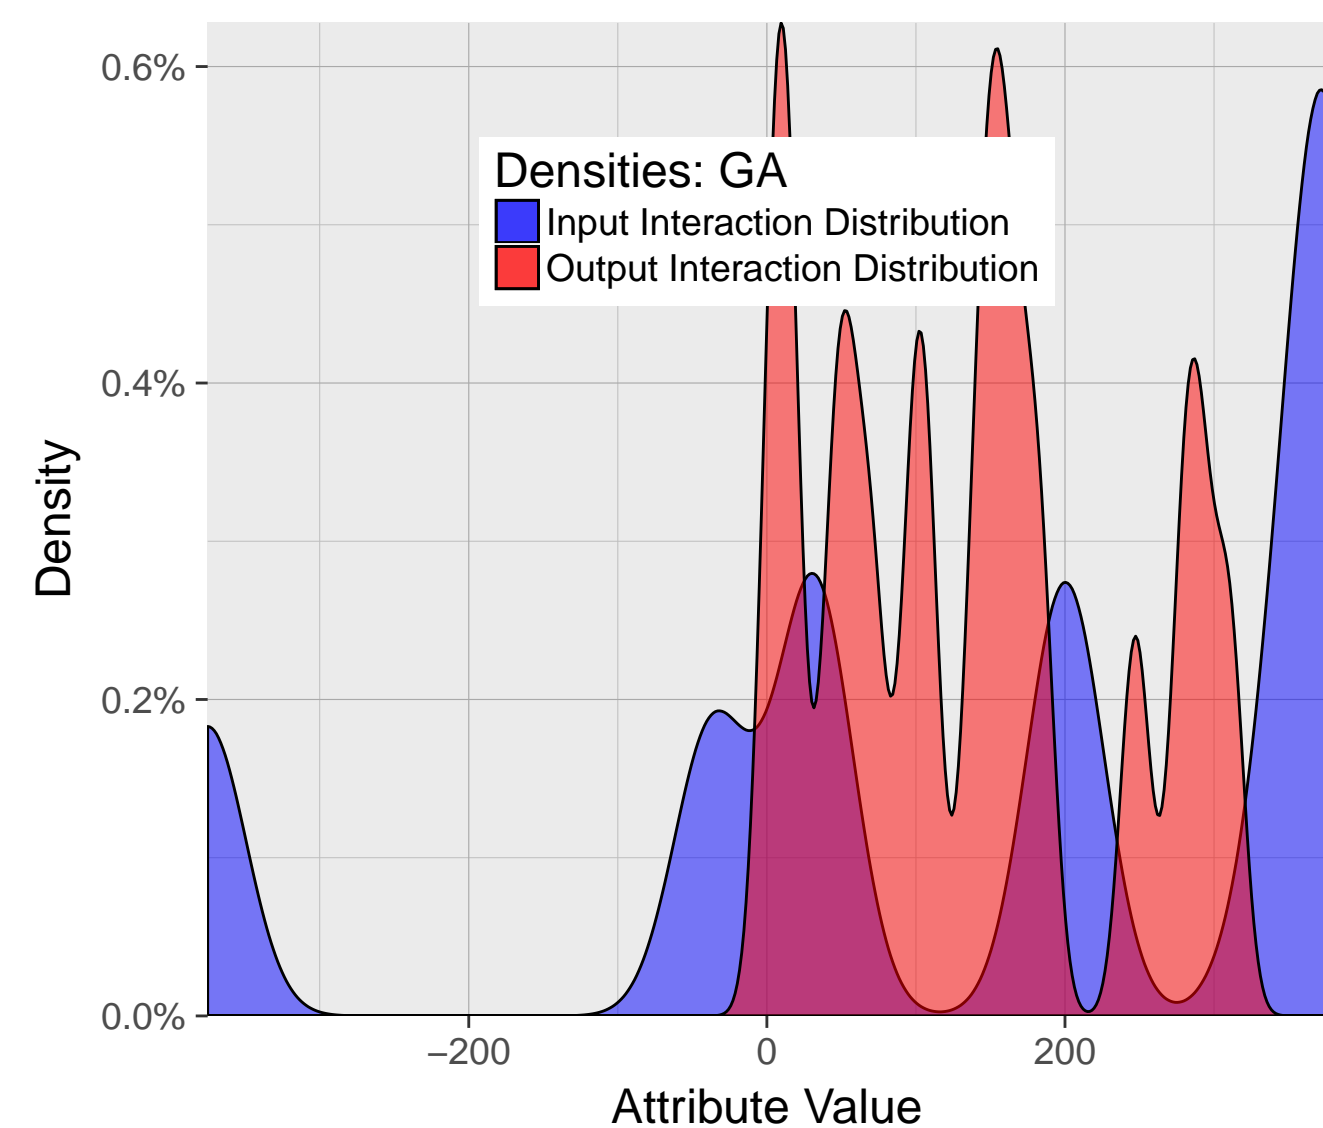 0.6%
Densities: GA
Input Interaction Distribution
Output Interaction Distribution
0.4%
Density
0.2%
0.0%
−200 0 200
Attribute Value